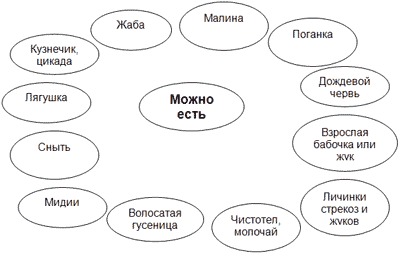 Жаба
Малина
Поганка
Кузнечик,
цикада
Дождевой
червь
Лягушка
Можно
есть
Взрослая
бабочка или
жук
Сныть
Личинки
стрекоз и
жуков
Мидии
Волосатая
гусеница
Чистотел,
молочай